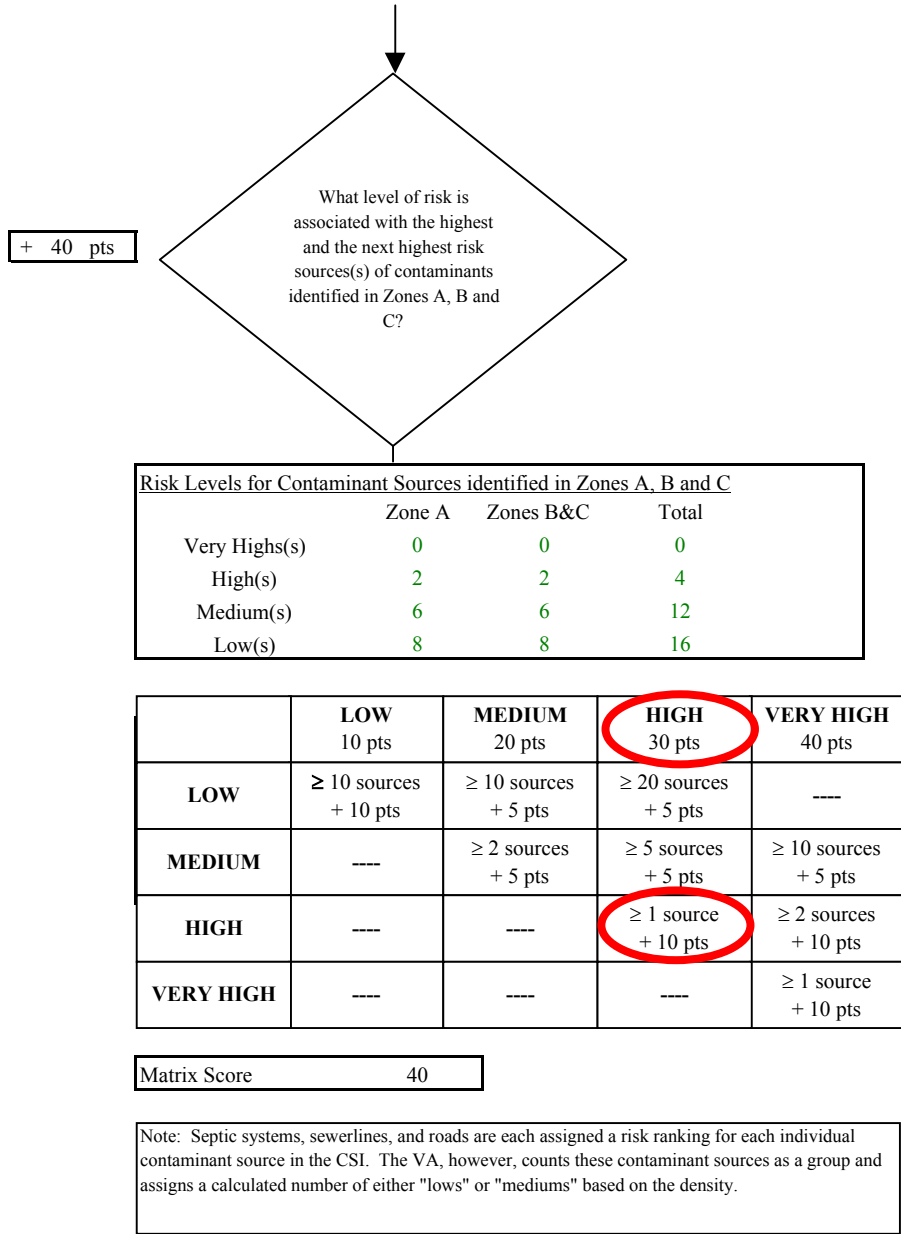 What level of risk is
associated with the highest
and the next highest risk
sources(s) of contaminants
identified in Zones A, B and
C?
+ 40 pts
Risk Levels for Contaminant Sources identified in Zones A, B and C
Zone A Zones B&C Total
Very Highs(s) 0 0 0
High(s) 2 2 4
Medium(s) 6 6 12
Low(s) 8 8 16
LOW MEDIUM HIGH VERY HIGH
10 pts 20 pts 30 pts 40 pts
LOW ≥ 10 sources ≥ 10 sources ≥ 20 sources ----
+ 10 pts + 5 pts + 5 pts
MEDIUM ---- ≥ 2 sources ≥ 5 sources ≥ 10 sources
+ 5 pts + 5 pts + 5 pts
HIGH ---- ---- ≥ 1 source ≥ 2 sources
+ 10 pts + 10 pts
VERY HIGH ---- ---- ---- ≥ 1 source
+ 10 pts
Matrix Score 40
Note: Septic systems, sewerlines, and roads are each assigned a risk ranking for each individual
contaminant source in the CSI. The VA, however, counts these contaminant sources as a group and
assigns a calculated number of either "lows" or "mediums" based on the density.